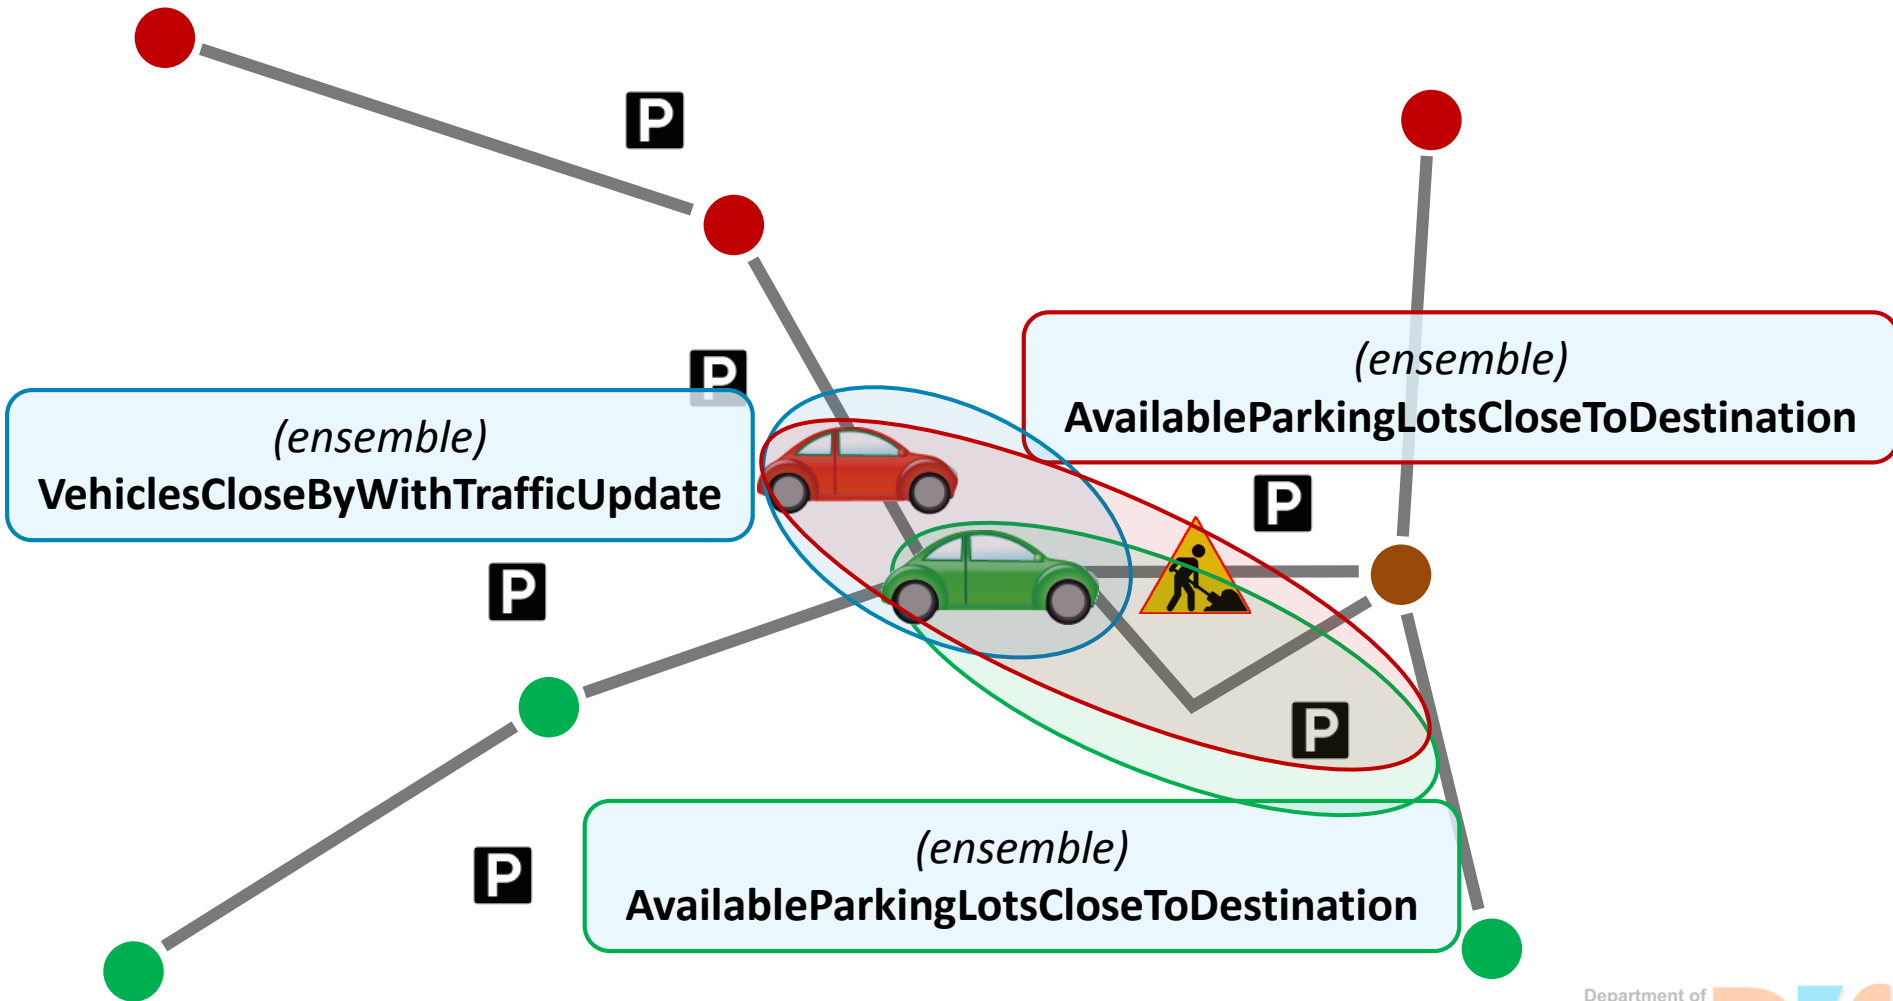 P
P
(ensemble)
AvailableParkingLotsCloseToDestination
(ensemble)
VehiclesCloseByWithTrafficUpdate
P
P
P
P
(ensemble)
AvailableParkingLotsCloseToDestination
Department of